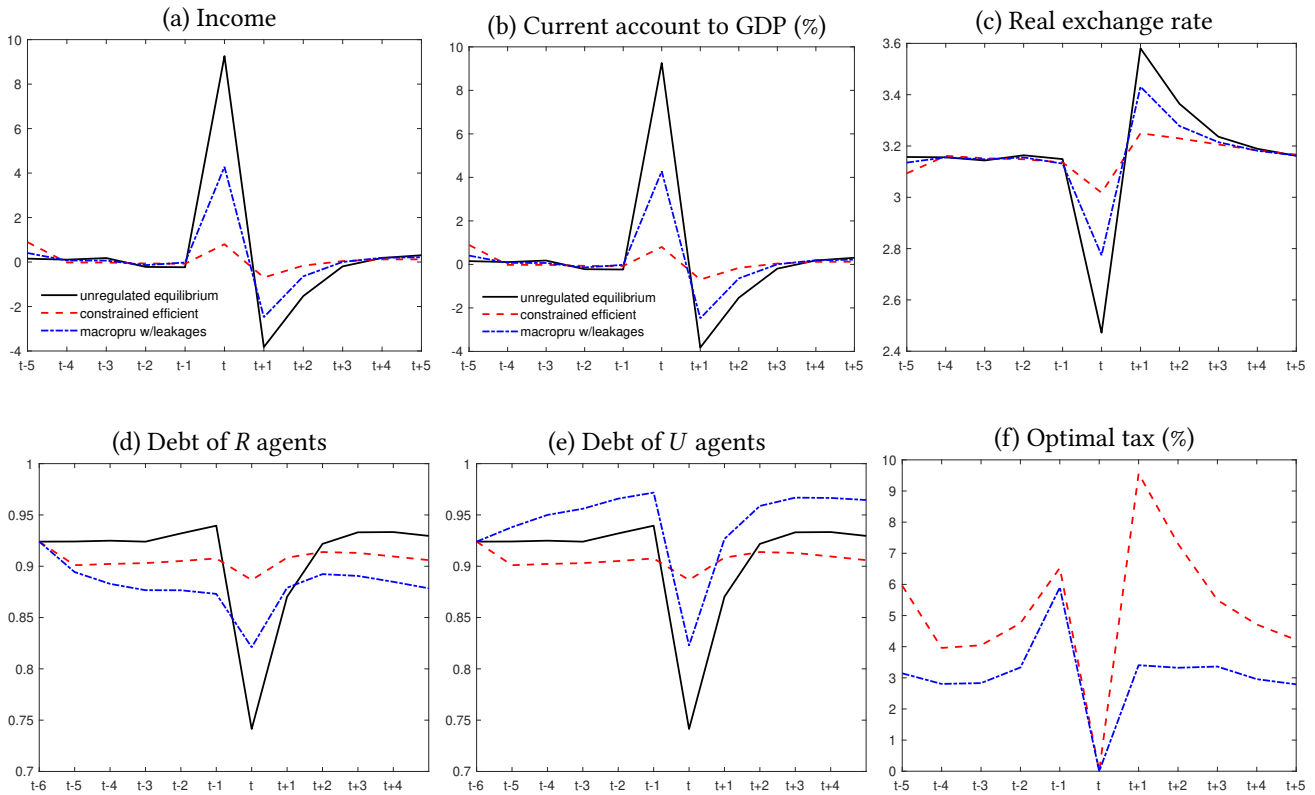 (a) Income
10
8
6
4
2
0
-2
-4
unregulated equilibrium
constrained efficient
macropru w/leakages
t-5 t-4 t-3 t-2 t-1 t t+1 t+2 t+3 t+4 t+5
(b) Current account to GDP (%)
10
8
6
4
2
0
-2
-4
unregulated equilibrium
constrained efficient
macropru w/leakages
t-5 t-4 t-3 t-2 t-1 t t+1 t+2 t+3 t+4 t+5
(c) Real exchange rate
3.6
3.4
3.2
3
2.8
2.6
2.4
t-5 t-4 t-3 t-2 t-1 t t+1 t+2 t+3 t+4 t+5
(d) Debt of R agents
1
0.95
0.9
0.85
0.8
0.75
0.7
t-6 t-5 t-4 t-3 t-2 t-1 t t+1 t+2 t+3 t+4
(e) Debt of U agents
1
0.95
0.9
0.85
0.8
0.75
0.7
t-6 t-5 t-4 t-3 t-2 t-1 t t+1 t+2 t+3 t+4
(f) Optimal tax (%)
10
9
8
7
6
5
4
3
2
1
0
t-5 t-4 t-3 t-2 t-1 t t+1 t+2 t+3 t+4 t+5